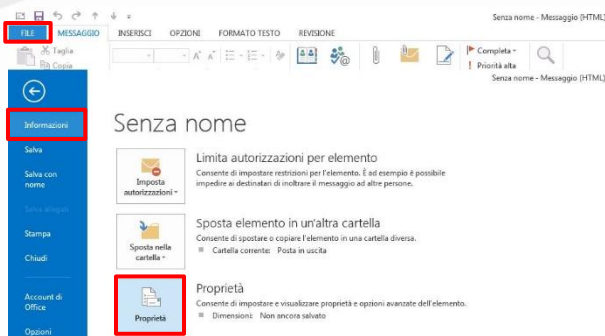 Senza nome - Messaggio (HTML)
FILE MESSAGGIO INSERISCI OPZIONI FORMATO TESTO REVISIONE
Taglia
Copia
Completa
Priorità alta
Senza nome - Messaggio (HTML)
Informazioni
Salva
Salva con nome
Salva allegati
Stampa
Chiudi
Account di Office
Opzioni
Senza nome
Imposta autorizzazioni
Limita autorizzazioni per elemento
Consente di impostare restrizioni per l'elemento. È ad esempio è possibile
impedire ai destinatari di inoltrare il messaggio ad altre persone.
Sposta nella cartella
Sposta elemento in un'altra cartella
Consente di spostare o copiare l'elemento in una cartella diversa.
Cartella corrente: Posta in uscita
Proprietà
Proprietà
Consente di impostare e visualizzare proprietà e opzioni avanzate dell'elemento.
Dimensioni: Non ancora salvato